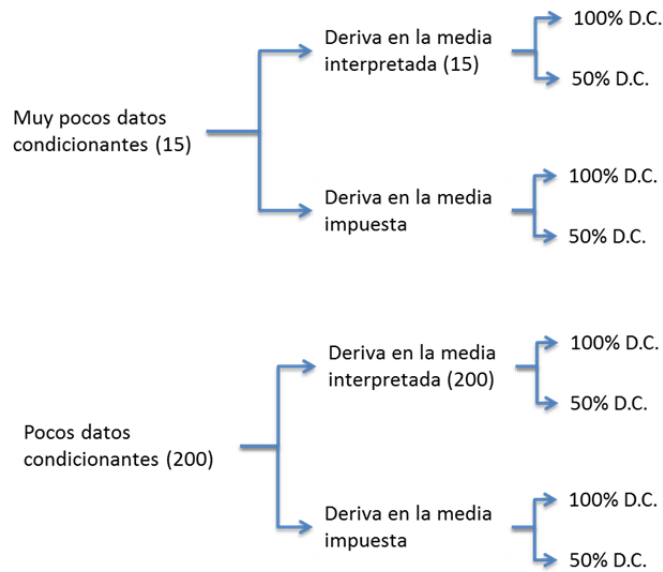 Muy pocos datos
condicionantes (15)
Deriva en la media
interpretada (15)
100% D.C.
50% D.C.
Deriva en la media
impuesta
100% D.C.
50% D.C.
Pocos datos
condicionantes (200)
Deriva en la media
interpretada (200)
100% D.C.
50% D.C.
Deriva en la media
impuesta
100% D.C.
50% D.C.